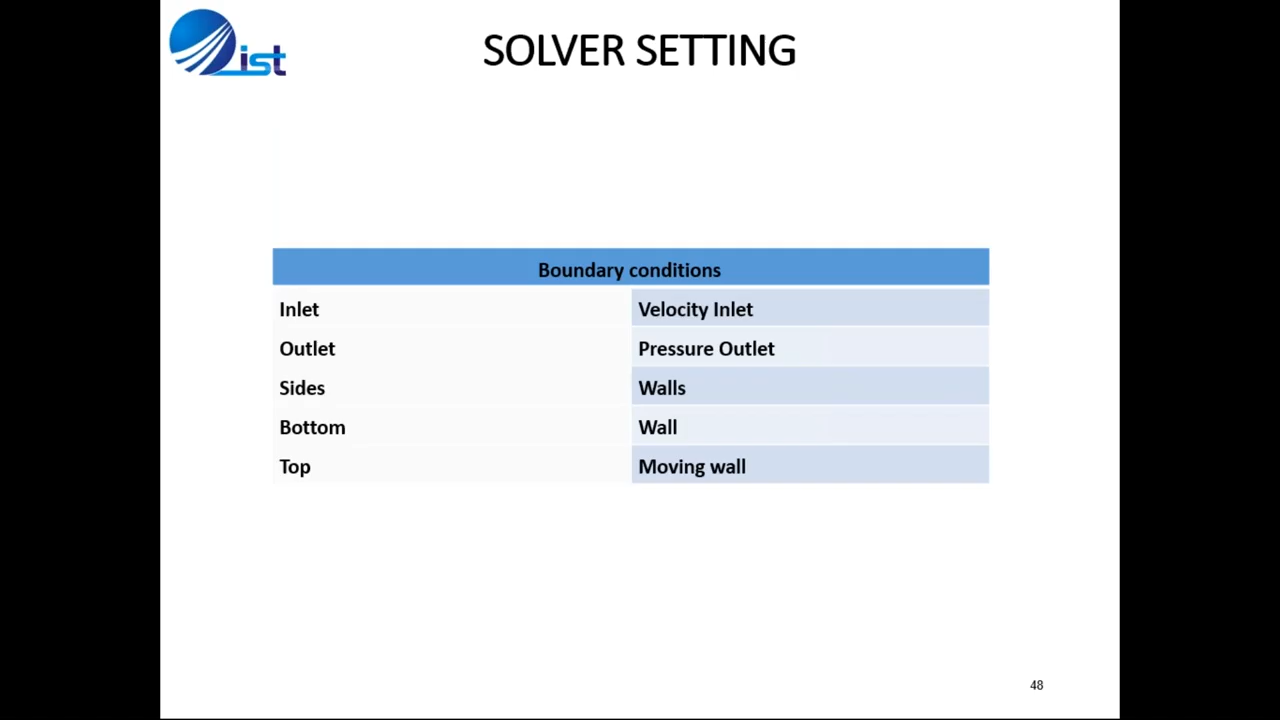 ist
SOLVER SETTING
Boundary conditions
Inlet Velocity Inlet
Outlet Pressure Outlet
Sides Walls
Bottom Wall
Top Moving wall
48